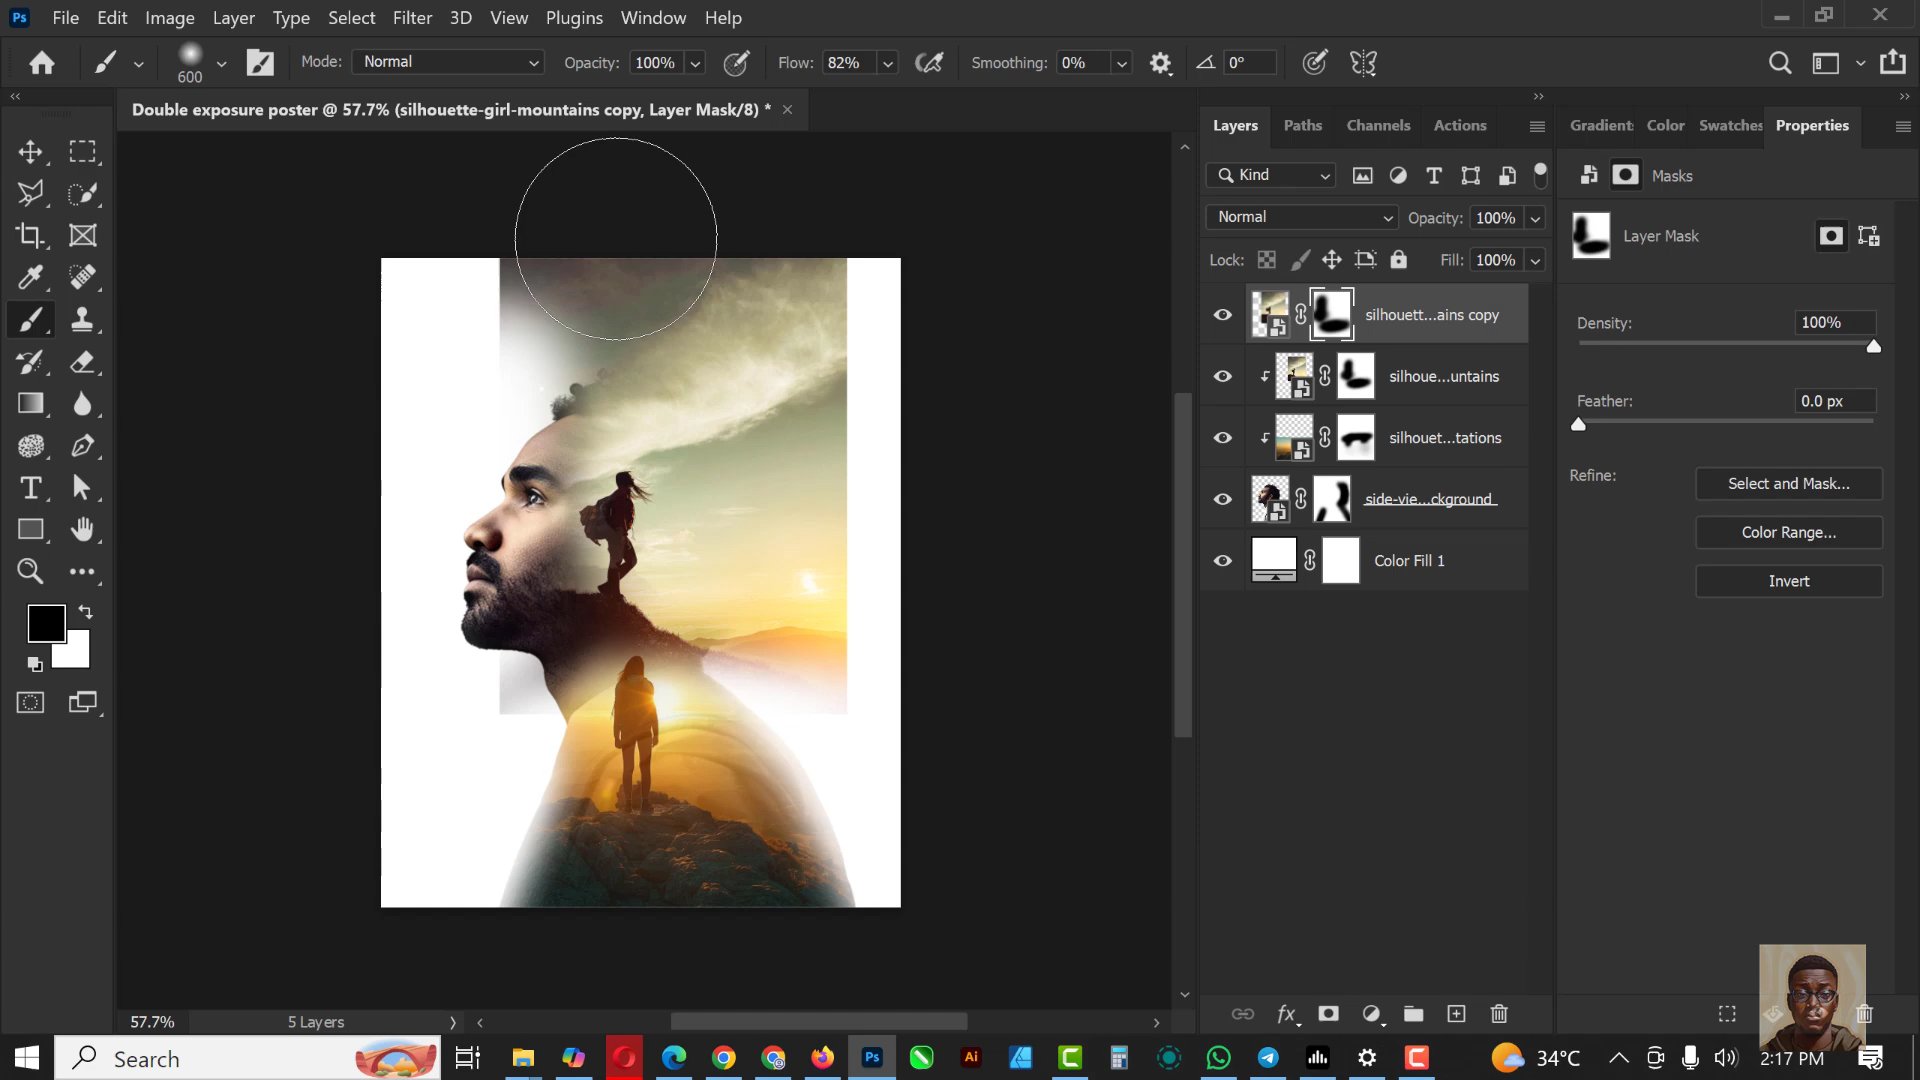 Ps File Edit Image Layer Type Select Filter 3D View Plugins Window Help
600 Mode: Normal Opacity: 100% Flow: 82% Smoothing: 0% 0°
Double exposure poster @ 57.7% (silhouette-girl-mountains copy, Layer Mask/8) *
Layers Paths Channels Actions
Kind
Normal Opacity: 100%
Lock: Fill: 100%
silhouett...ains copy
silhoue...untains
silhouet...tations
side-vie...ckground
Color Fill 1
Gradient Color Swatches Properties
Masks
Layer Mask
Density: 100%
Feather: 0.0 px
Refine: Select and Mask...
Color Range...
Invert
57.7% 5 Layers
fx
Search
Ps Ai
34°C
2:17 PM